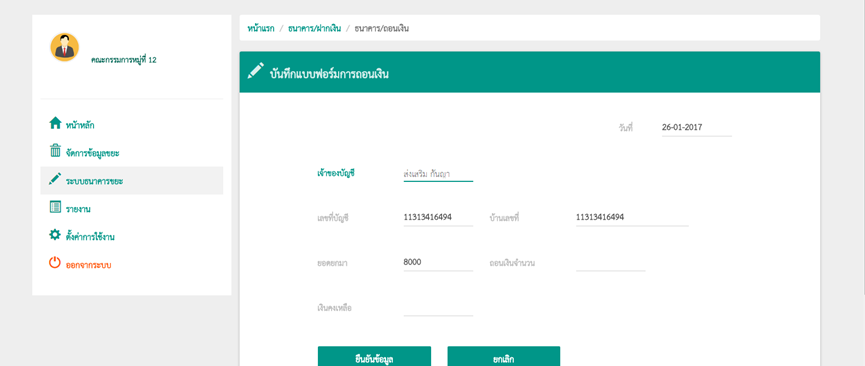 คณะกรรมการหมู่ที่ 12
หน้าหลัก
จัดการข้อมูลขยะ
ระบบธนาคารขยะ
รายงาน
ตั้งค่าการใช้งาน
ออกจากระบบ
หน้าแรก / ธนาคาร/ฝากเงิน / ธนาคาร/ถอนเงิน
บันทึกแบบฟอร์มการถอนเงิน
วันที่ 26-01-2017
เจ้าของบัญชี ส่งเสริม กันญา
เลขที่บัญชี 11313416494 บ้านเลขที่ 11313416494
ยอดยกมา 8000 ถอนเงินจำนวน
เงินคงเหลือ
ยืนยันข้อมูล ยกเลิก